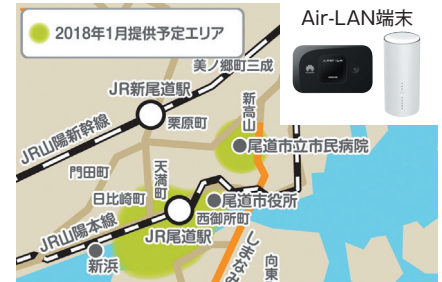 2018年1月提供予定エリア
Air-LAN端末
美ノ郷町三成
JR新尾道駅
栗原町
新高山
JR山陽新幹線
尾道市立市民病院
門田町
天満町
日比崎町
尾道市役所
西御所町
JR山陽本線
JR尾道駅
新浜
しまなみ
向東